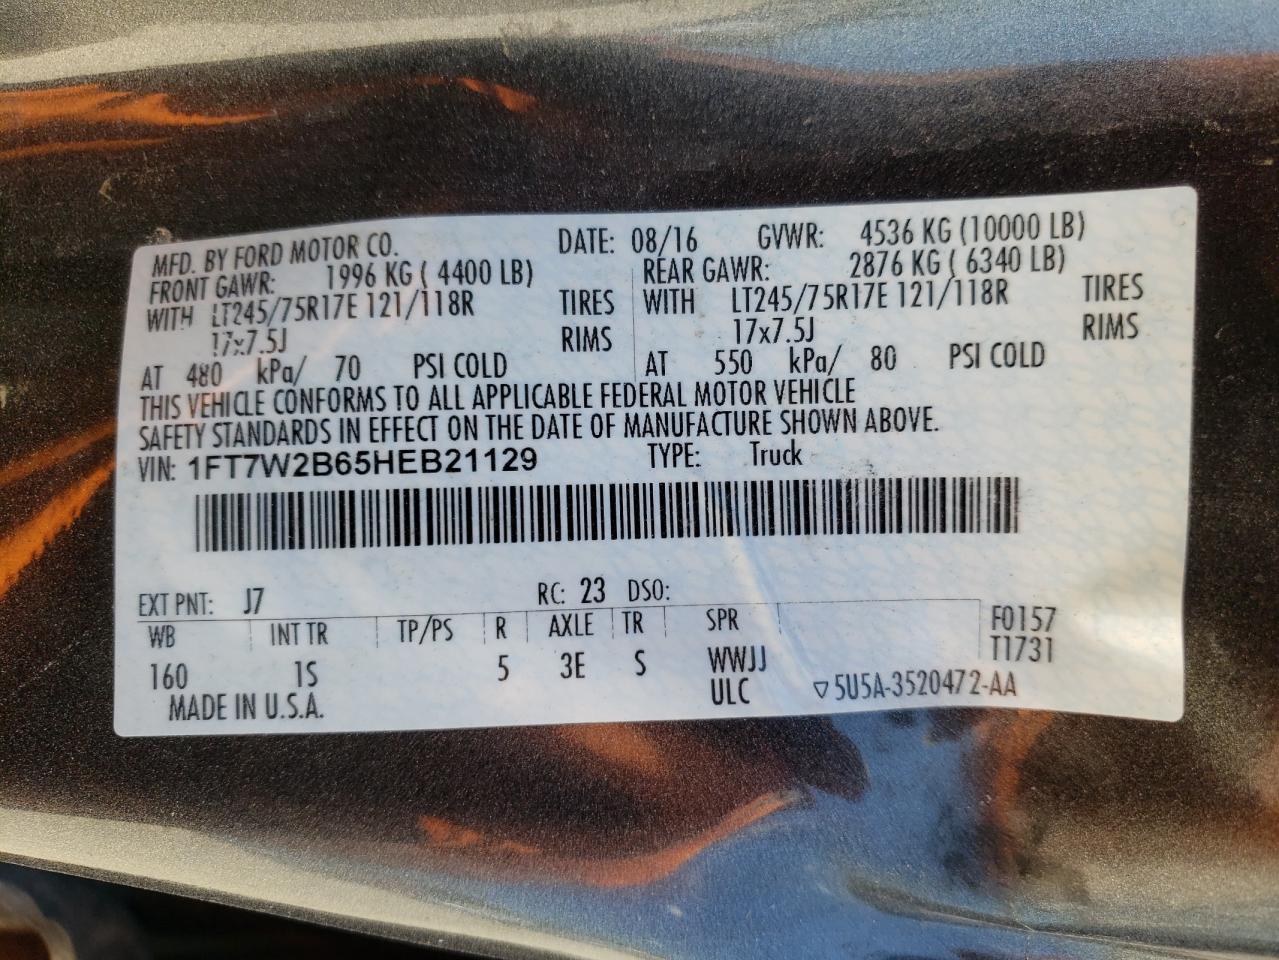 MFD. BY FORD MOTOR CO. DATE: 08/16 GVWR: 4536 KG (10000 LB)
FRONT GAWR: 1996 KG ( 4400 LB) REAR GAWR: 2876 KG ( 6340 LB)
WITH LT245/75R17E 121/118R TIRES WITH LT245/75R17E 121/118R TIRES
17x7.5J RIMS 17x7.5J RIMS
AT 480 kPa/ 70 PSI COLD AT 550 kPa/ 80 PSI COLD
THIS VEHICLE CONFORMS TO ALL APPLICABLE FEDERAL MOTOR VEHICLE
SAFETY STANDARDS IN EFFECT ON THE DATE OF MANUFACTURE SHOWN ABOVE.
VIN: 1FT7W2B65HEB21129 TYPE: Truck
EXT PNT: J7 RC: 23 DSO:
WB INT TR TP/PS R AXLE TR SPR F0157
T1731
160 1S 5 3E S WWJJ
MADE IN U.S.A. ULC ▽5U5A-3520472-AA